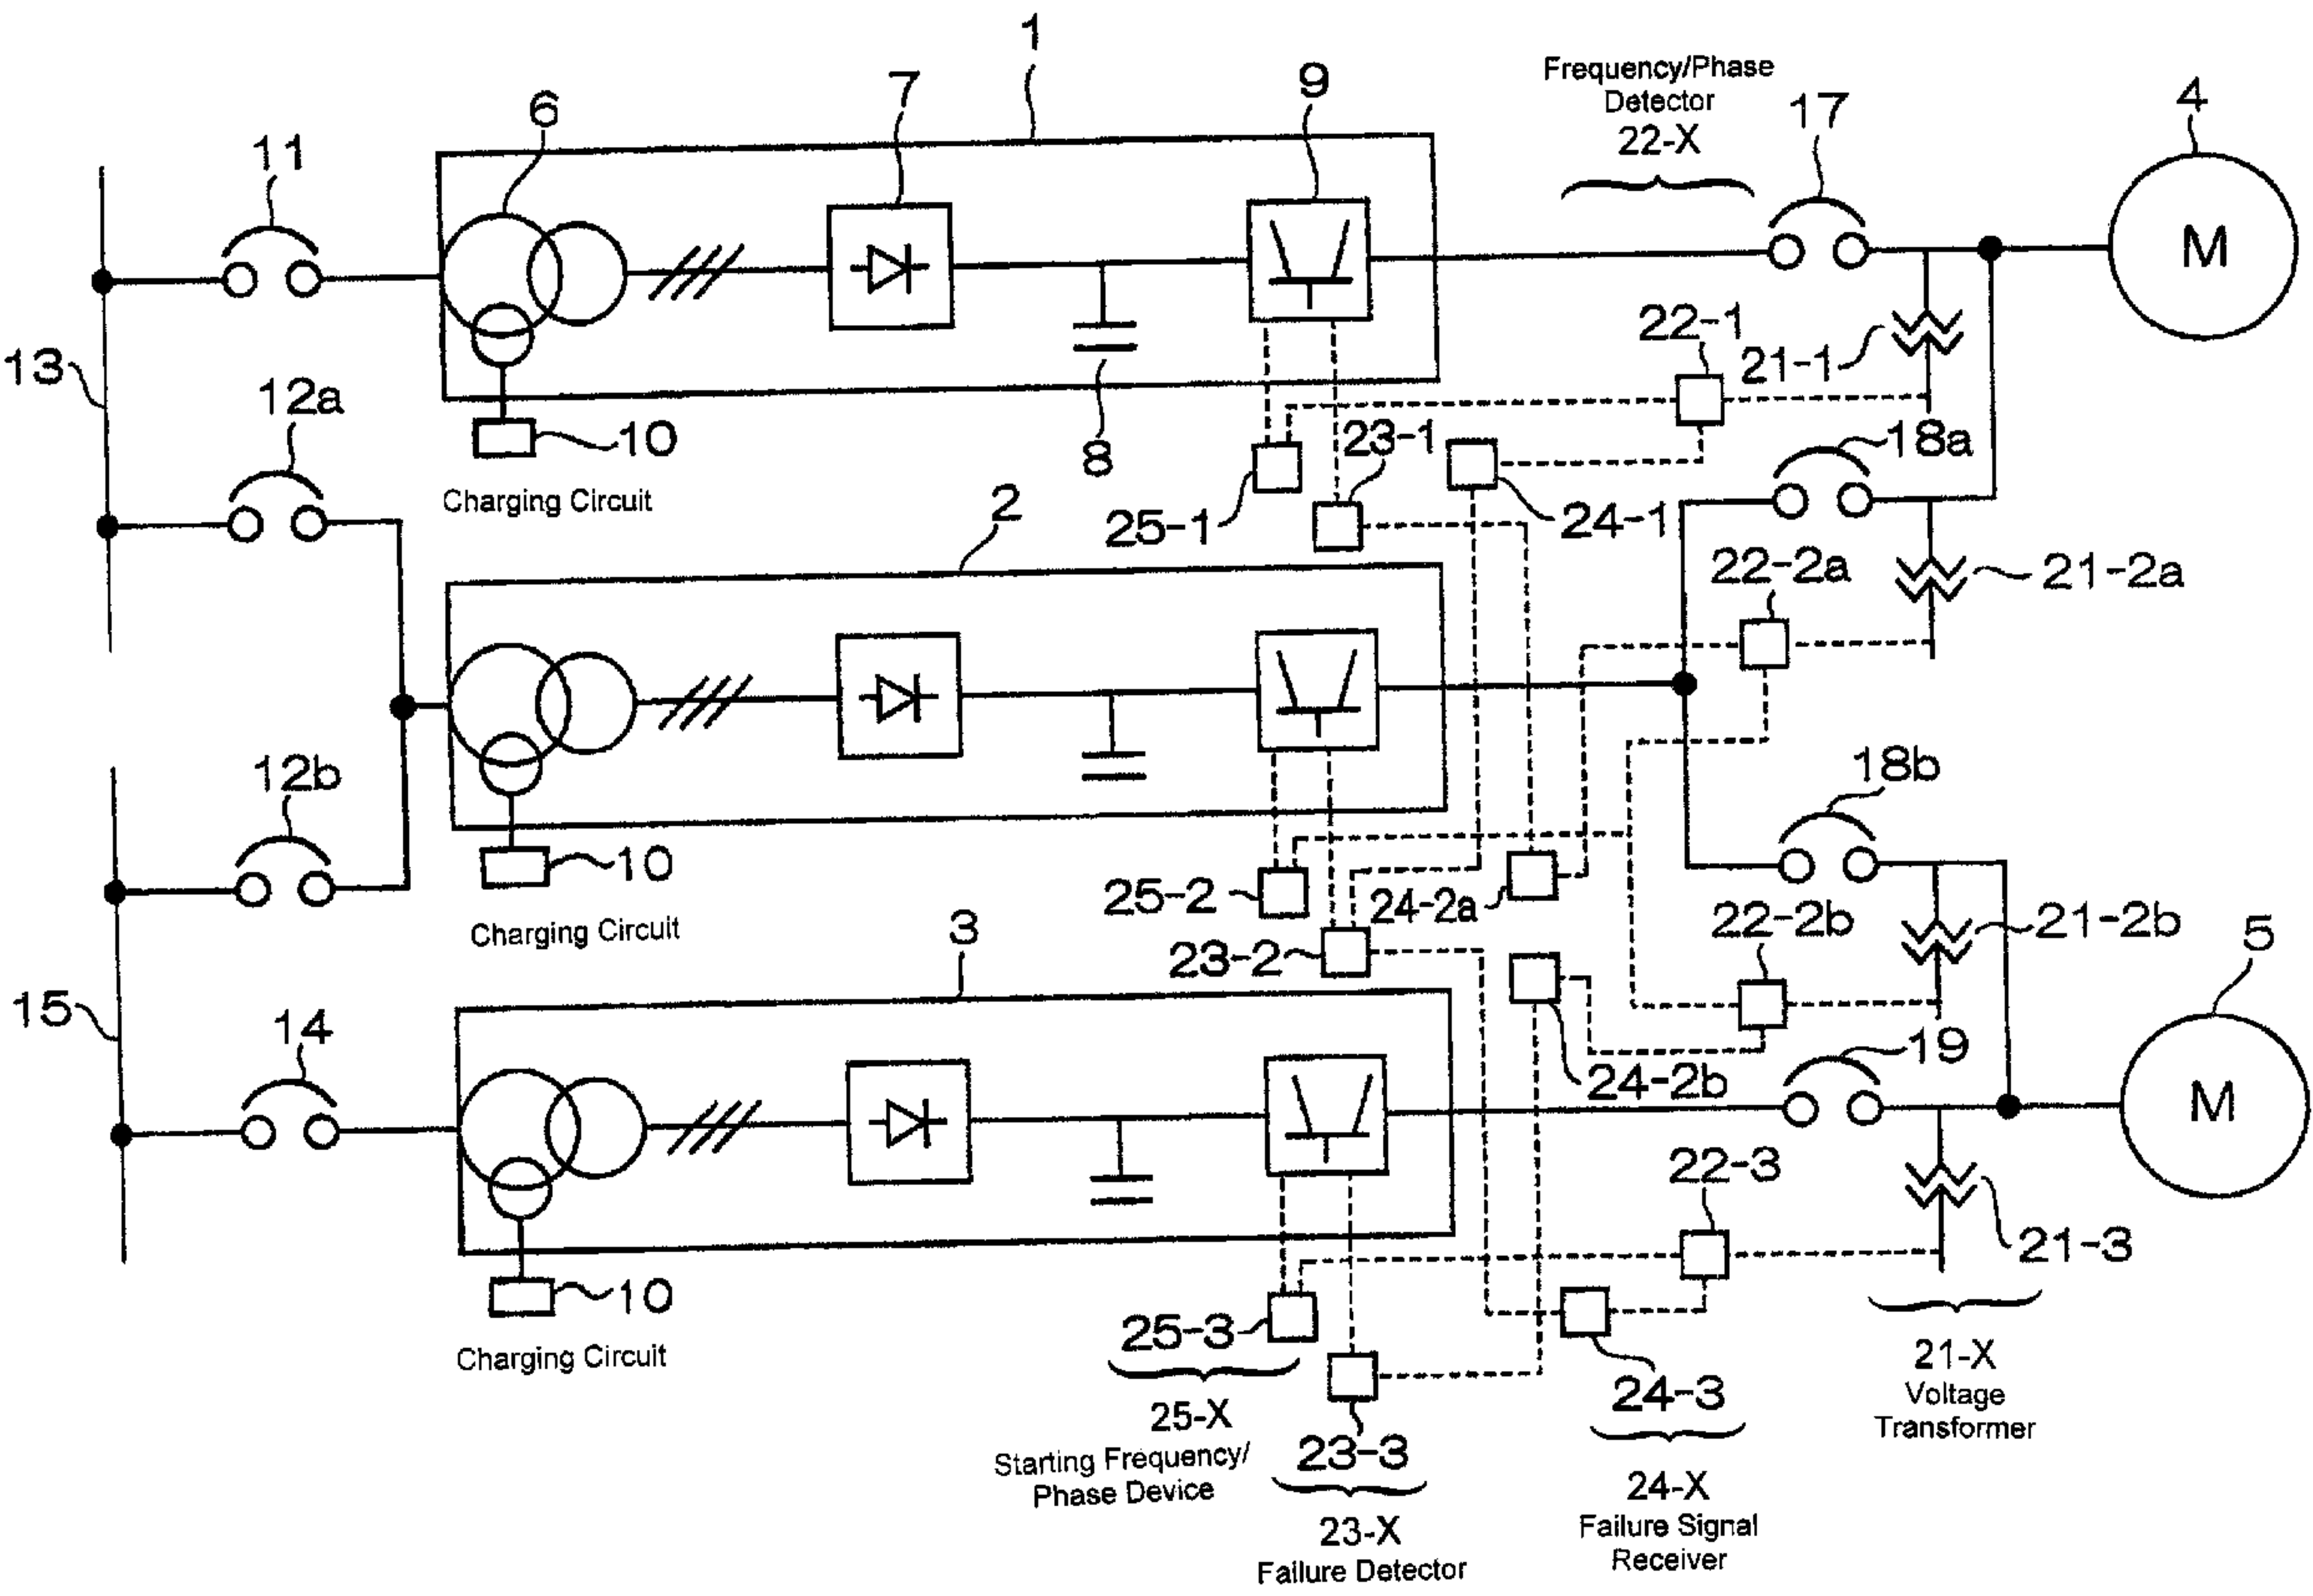 1
Frequency/Phase
Detector
22-X
17
4
6
7
9
11
M
13
12a
10
Charging Circuit
8
22-1
21-1
23-1
25-1
24-1
18a
2
22-2a
21-2a
12b
10
Charging Circuit
25-2
24-2a
23-2
18b
22-2b
21-2b
5
3
15
14
19
24-2b
M
22-3
21-3
10
Charging Circuit
25-3
25-X
Starting Frequency/
Phase Device
23-3
23-X
Failure Detector
24-3
24-X
Failure Signal
Receiver
21-X
Voltage
Transformer